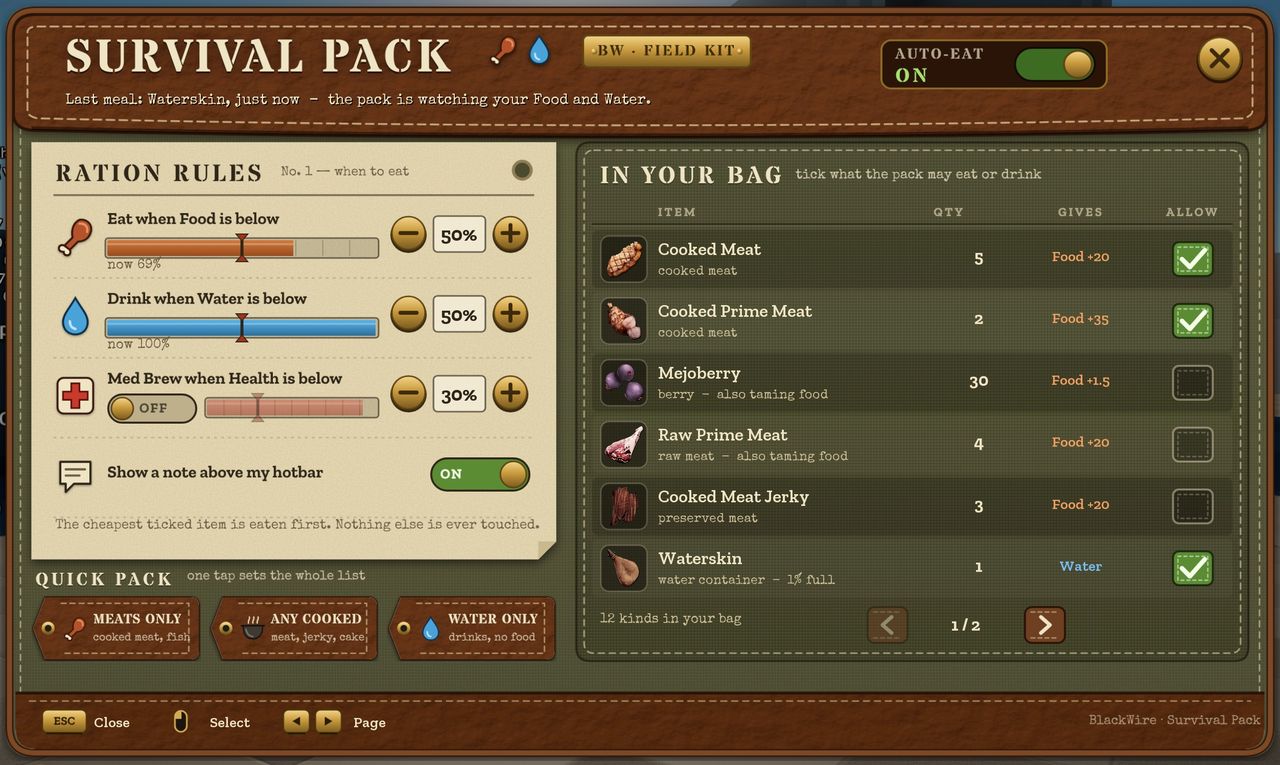 SURVIVAL PACK
BW · FIELD KIT
AUTO-EAT
ON
Last meal: Waterskin, just now – the pack is watching your Food and Water.
RATION RULES No. 1 — when to eat
Eat when Food is below
50%
now 69%
Drink when Water is below
50%
now 100%
Med Brew when Health is below
OFF
30%
Show a note above my hotbar
ON
The cheapest ticked item is eaten first. Nothing else is ever touched.
QUICK PACK one tap sets the whole list
MEATS ONLY
cooked meat, fish
ANY COOKED
meat, jerky, cake
WATER ONLY
drinks, no food
IN YOUR BAG tick what the pack may eat or drink
ITEM QTY GIVES ALLOW
Cooked Meat 5 Food +20
cooked meat
Cooked Prime Meat 2 Food +35
cooked meat
Mejoberry 30 Food +1.5
berry – also taming food
Raw Prime Meat 4 Food +20
raw meat – also taming food
Cooked Meat Jerky 3 Food +20
preserved meat
Waterskin 1 Water
water container – 1% full
12 kinds in your bag
1 / 2
ESC Close Select Page
BlackWire · Survival Pack